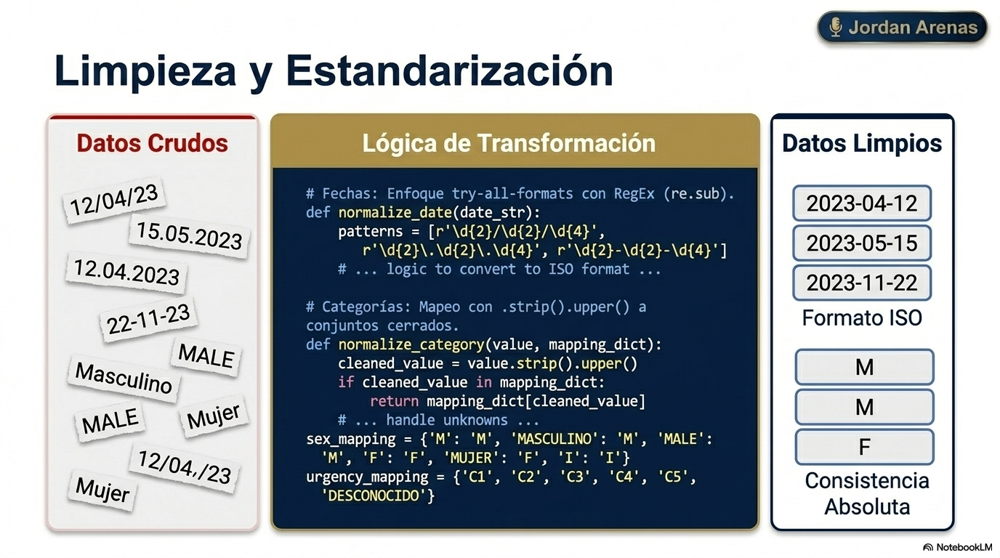 Jordan Arenas
Limpieza y Estandarización
Datos Crudos
12/04/23
15.05.2023
12.04.2023
22-11-23
MALE
Masculino
MALE
Mujer
12/04,/23
Mujer
Lógica de Transformación
# Fechas: Enfoque try-all-formats con RegEx (re.sub).
def normalize_date(date_str):
patterns = [r'\d{2}/\d{2}/\d{4}',
r'\d{2}\.\d{2}\.\d{4}', r'\d{2}-\d{2}-\d{4}']
# ... logic to convert to ISO format ...
# Categorías: Mapeo con .strip().upper() a
conjuntos cerrados.
def normalize_category(value, mapping_dict):
cleaned_value = value.strip().upper()
if cleaned_value in mapping_dict:
return mapping_dict[cleaned_value]
# ... handle unknowns ...
sex_mapping = {'M': 'M', 'MASCULINO': 'M', 'MALE':
'M', 'F': 'F', 'MUJER': 'F', 'I': 'I'}
urgency_mapping = {'C1', 'C2', 'C3', 'C4', 'C5',
'DESCONOCIDO'}
Datos Limpios
2023-04-12
2023-05-15
2023-11-22
Formato ISO
M
M
F
Consistencia
Absoluta
NotebookLM